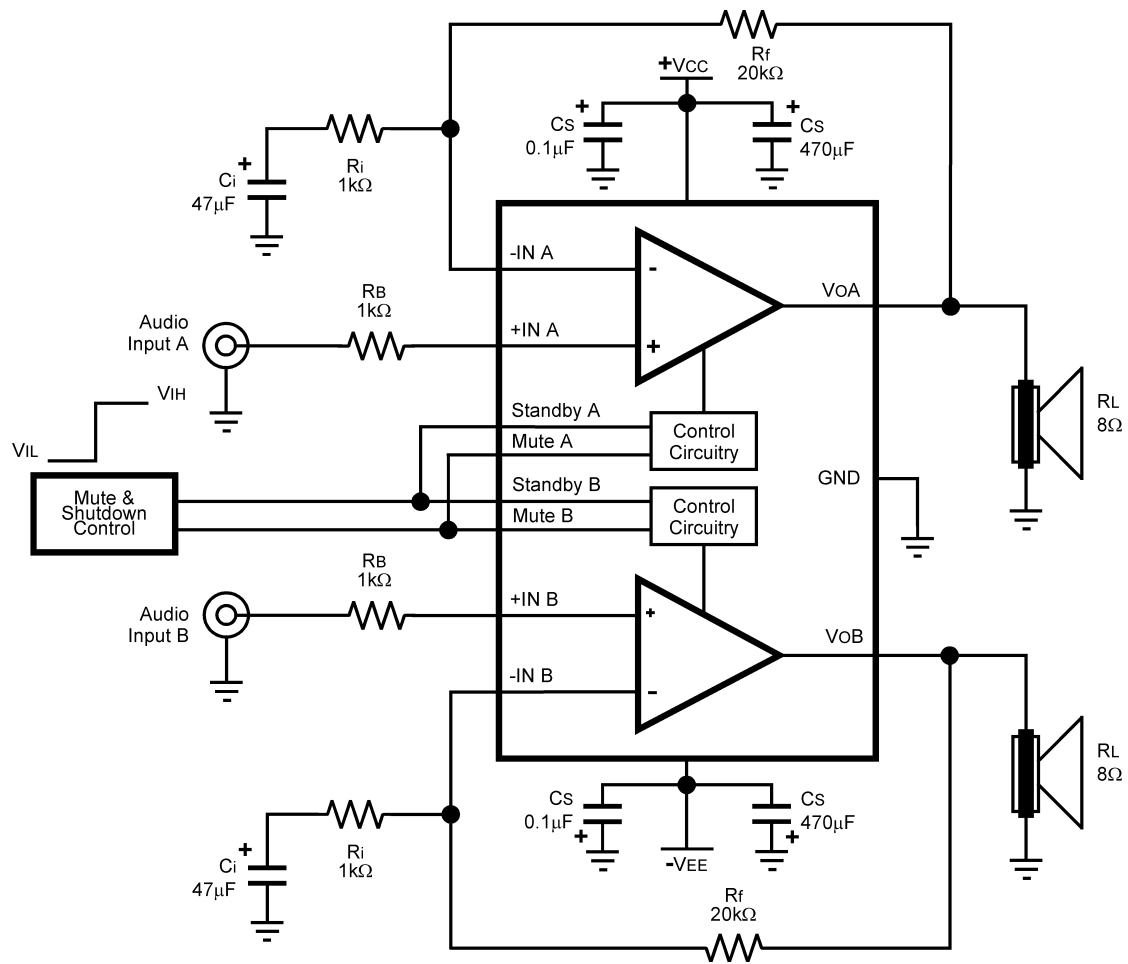 Rf
20kΩ
+VCC
+
CS
0.1µF
+
CS
470µF
Ri
1kΩ
+
Ci
47µF
-IN A
-
RB
1kΩ
VOA
Audio
Input A
+IN A
+
VIH
VIL
RL
8Ω
Standby A
Mute A
Control
Circuitry
GND
Mute &
Shutdown
Control
Standby B
Mute B
Control
Circuitry
RB
1kΩ
Audio
Input B
+IN B
+
VOB
-IN B
-
RL
8Ω
CS
0.1µF
+
CS
470µF
+
Ri
1kΩ
+
Ci
47µF
-VEE
Rf
20kΩ